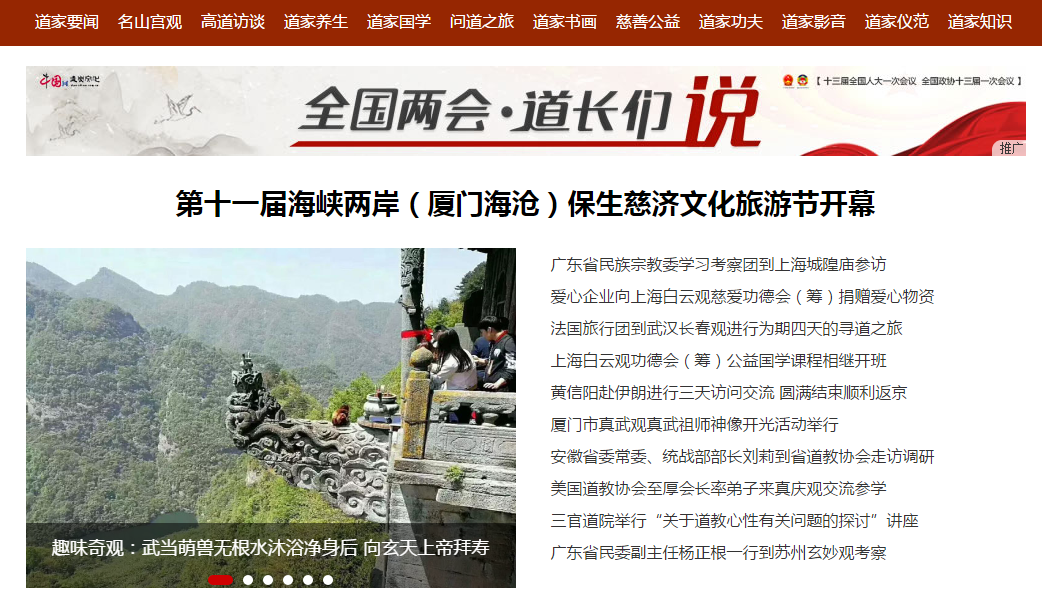 道家要闻 名山宫观 高道访谈 道家养生 道家国学 问道之旅 道家书画 慈善公益 道家功夫 道家影音 道家仪范 道家知识
中国网
全国两会·道长们说
【 十三届全国人大一次会议 全国政协十三届一次会议 】
推广
第十一届海峡两岸（厦门海沧）保生慈济文化旅游节开幕
广东省民族宗教委学习考察团到上海城隍庙参访
爱心企业向上海白云观慈爱功德会（筹）捐赠爱心物资
法国旅行团到武汉长春观进行为期四天的寻道之旅
上海白云观功德会（筹）公益国学课程相继开班
黄信阳赴伊朗进行三天访问交流 圆满结束顺利返京
厦门市真武观真武祖师神像开光活动举行
安徽省委常委、统战部部长刘莉到省道教协会走访调研
美国道教协会至厚会长率弟子来真庆观交流参学
三官道院举行“关于道教心性有关问题的探讨”讲座
广东省民委副主任杨正根一行到苏州玄妙观考察
趣味奇观：武当萌兽无根水沐浴净身后 向玄天上帝拜寿